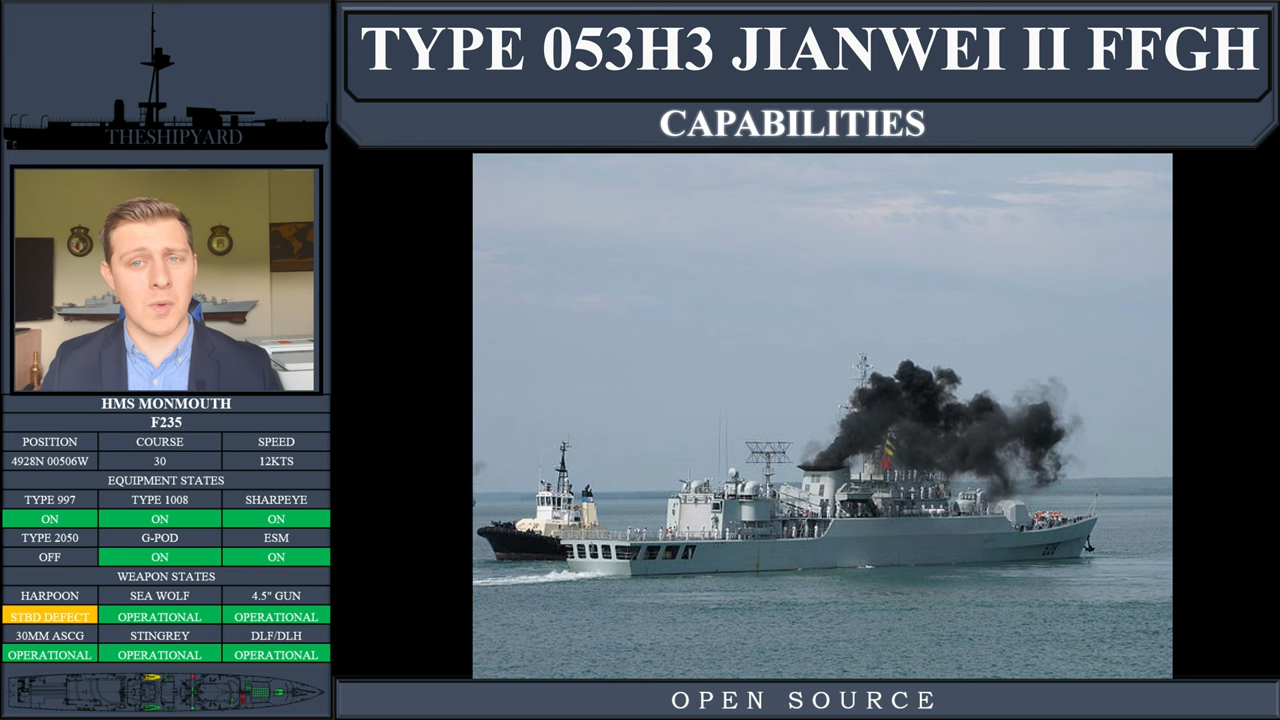 THESHIPYARD
TYPE 053H3 JIANWEI II FFGH
CAPABILITIES
HMS MONMOUTH
F235
POSITION COURSE SPEED
4928N 00506W 30 12KTS
EQUIPMENT STATES
TYPE 997 TYPE 1008 SHARPEYE
ON ON ON
TYPE 2050 G-POD ESM
OFF ON ON
WEAPON STATES
HARPOON SEA WOLF 4.5" GUN
STBD DEFECT OPERATIONAL OPERATIONAL
30MM ASCG STINGREY DLF/DLH
OPERATIONAL OPERATIONAL OPERATIONAL
OPEN SOURCE